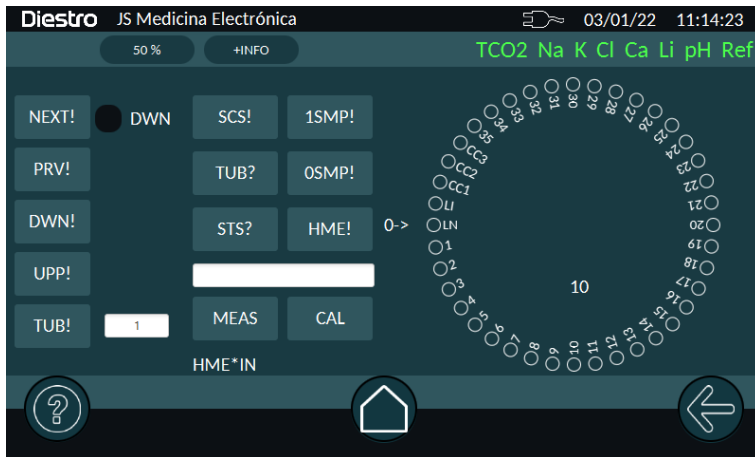 Diestro JS Medicina Electrónica 03/01/22 11:14:23
50 % +INFO TCO2 Na K Cl Ca Li pH Ref
NEXT! DWN SCS! 1SMP!
PRV! TUB? 0SMP!
DWN! STS? HME! 0->
UPP!
TUB! 1 MEAS CAL
HME*IN
LN
LI
CC1
CC2
CC3
35
34
33
32
31
30
29
28
27
26
25
24
23
22
21
20
19
18
17
16
15
14
13
12
11
10
9
8
7
6
5
4
3
2
1
10
?